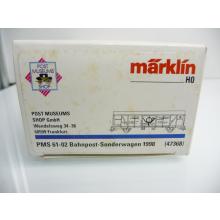 POST
MUSEUMS
SHOP
märklin
H0
POST MUSEUMS
SHOP GmbH
Wendelsweg 34-36
60599 Frankfurt
PMS 61-02 Bahnpost-Sonderwagen 1998 (47368)